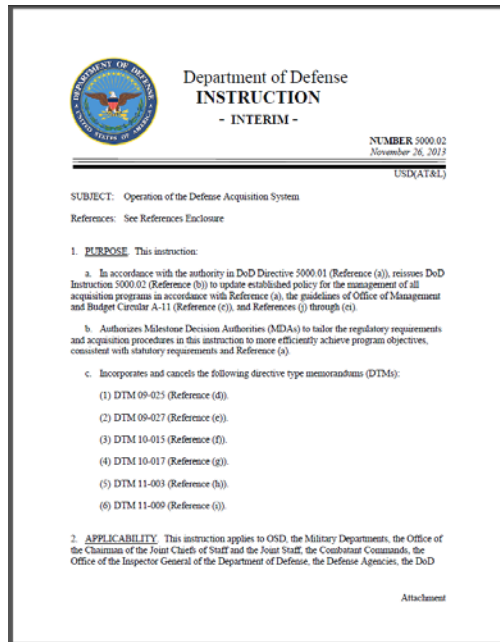 DEPARTMENT OF DEFENSE
UNITED STATES OF AMERICA
Department of Defense
INSTRUCTION
- INTERIM -
NUMBER 5000.02
November 26, 2013
USD(AT&L)
SUBJECT: Operation of the Defense Acquisition System
References: See References Enclosure
1. PURPOSE. This instruction:
a. In accordance with the authority in DoD Directive 5000.01 (Reference (a)), reissues DoD
Instruction 5000.02 (Reference (b)) to update established policy for the management of all
acquisition programs in accordance with Reference (a), the guidelines of Office of Management
and Budget Circular A-11 (Reference (c)), and References (j) through (ci).
b. Authorizes Milestone Decision Authorities (MDAs) to tailor the regulatory requirements
and acquisition procedures in this instruction to more efficiently achieve program objectives,
consistent with statutory requirements and Reference (a).
c. Incorporates and cancels the following directive type memorandums (DTMs):
(1) DTM 09-025 (Reference (d)).
(2) DTM 09-027 (Reference (e)).
(3) DTM 10-015 (Reference (f)).
(4) DTM 10-017 (Reference (g)).
(5) DTM 11-003 (Reference (h)).
(6) DTM 11-009 (Reference (i)).
2. APPLICABILITY. This instruction applies to OSD, the Military Departments, the Office of
the Chairman of the Joint Chiefs of Staff and the Joint Staff, the Combatant Commands, the
Office of the Inspector General of the Department of Defense, the Defense Agencies, the DoD
Attachment